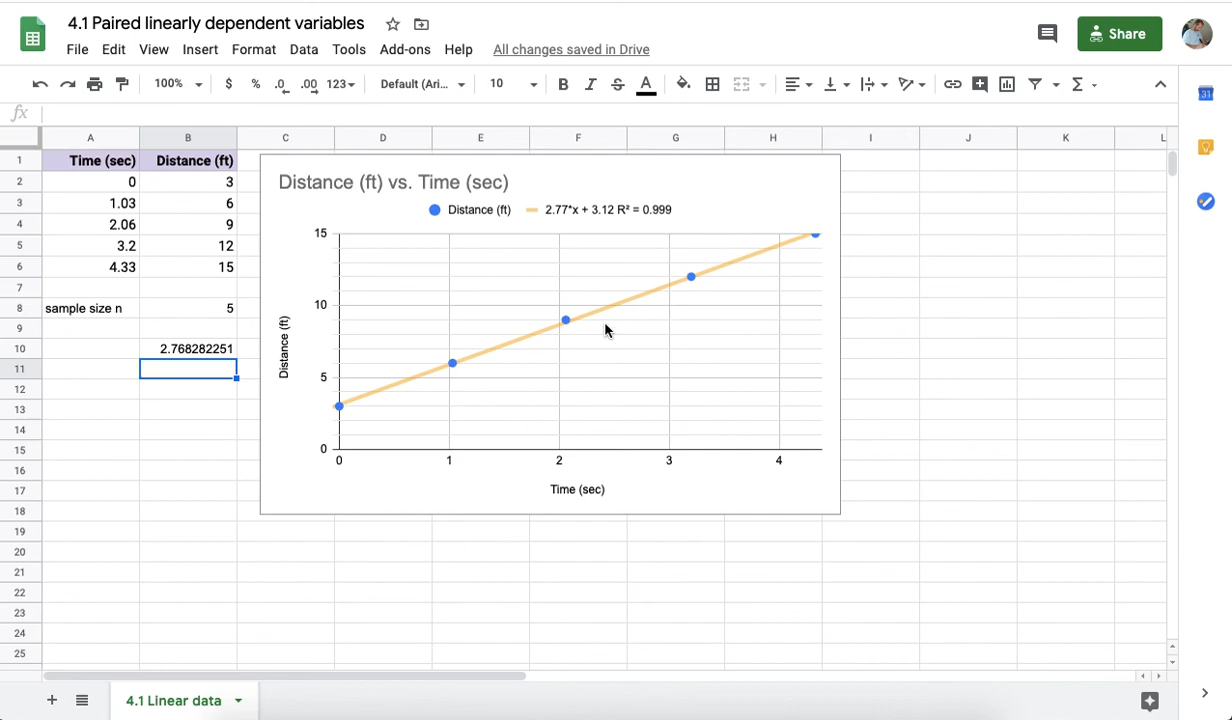 4.1 Paired linearly dependent variables
File Edit View Insert Format Data Tools Add-ons Help All changes saved in Drive
Share
100% $ % .0 .00 123 Default (Ari... 10 B I S A Σ
31
fx
A B C D E F G H I J K L
1 Time (sec) Distance (ft)
2 0 3
3 1.03 6
4 2.06 9
5 3.2 12
6 4.33 15
7
8 sample size n 5
9
10 2.768282251
11
12
13
14
15
16
17
18
19
20
21
22
23
24
25
Distance (ft) vs. Time (sec)
Distance (ft) 2.77*x + 3.12 R² = 0.999
15
10
5
0
Distance (ft)
0 1 2 3 4
Time (sec)
+ 4.1 Linear data